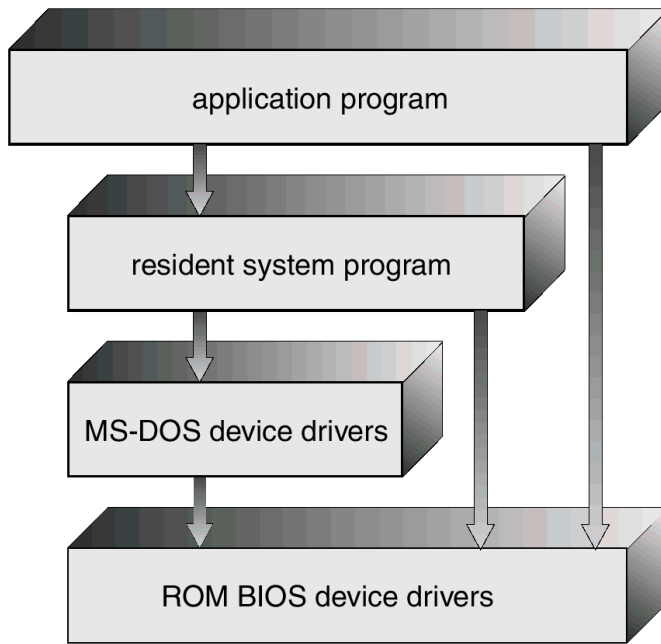 application program
resident system program
MS-DOS device drivers
ROM BIOS device drivers